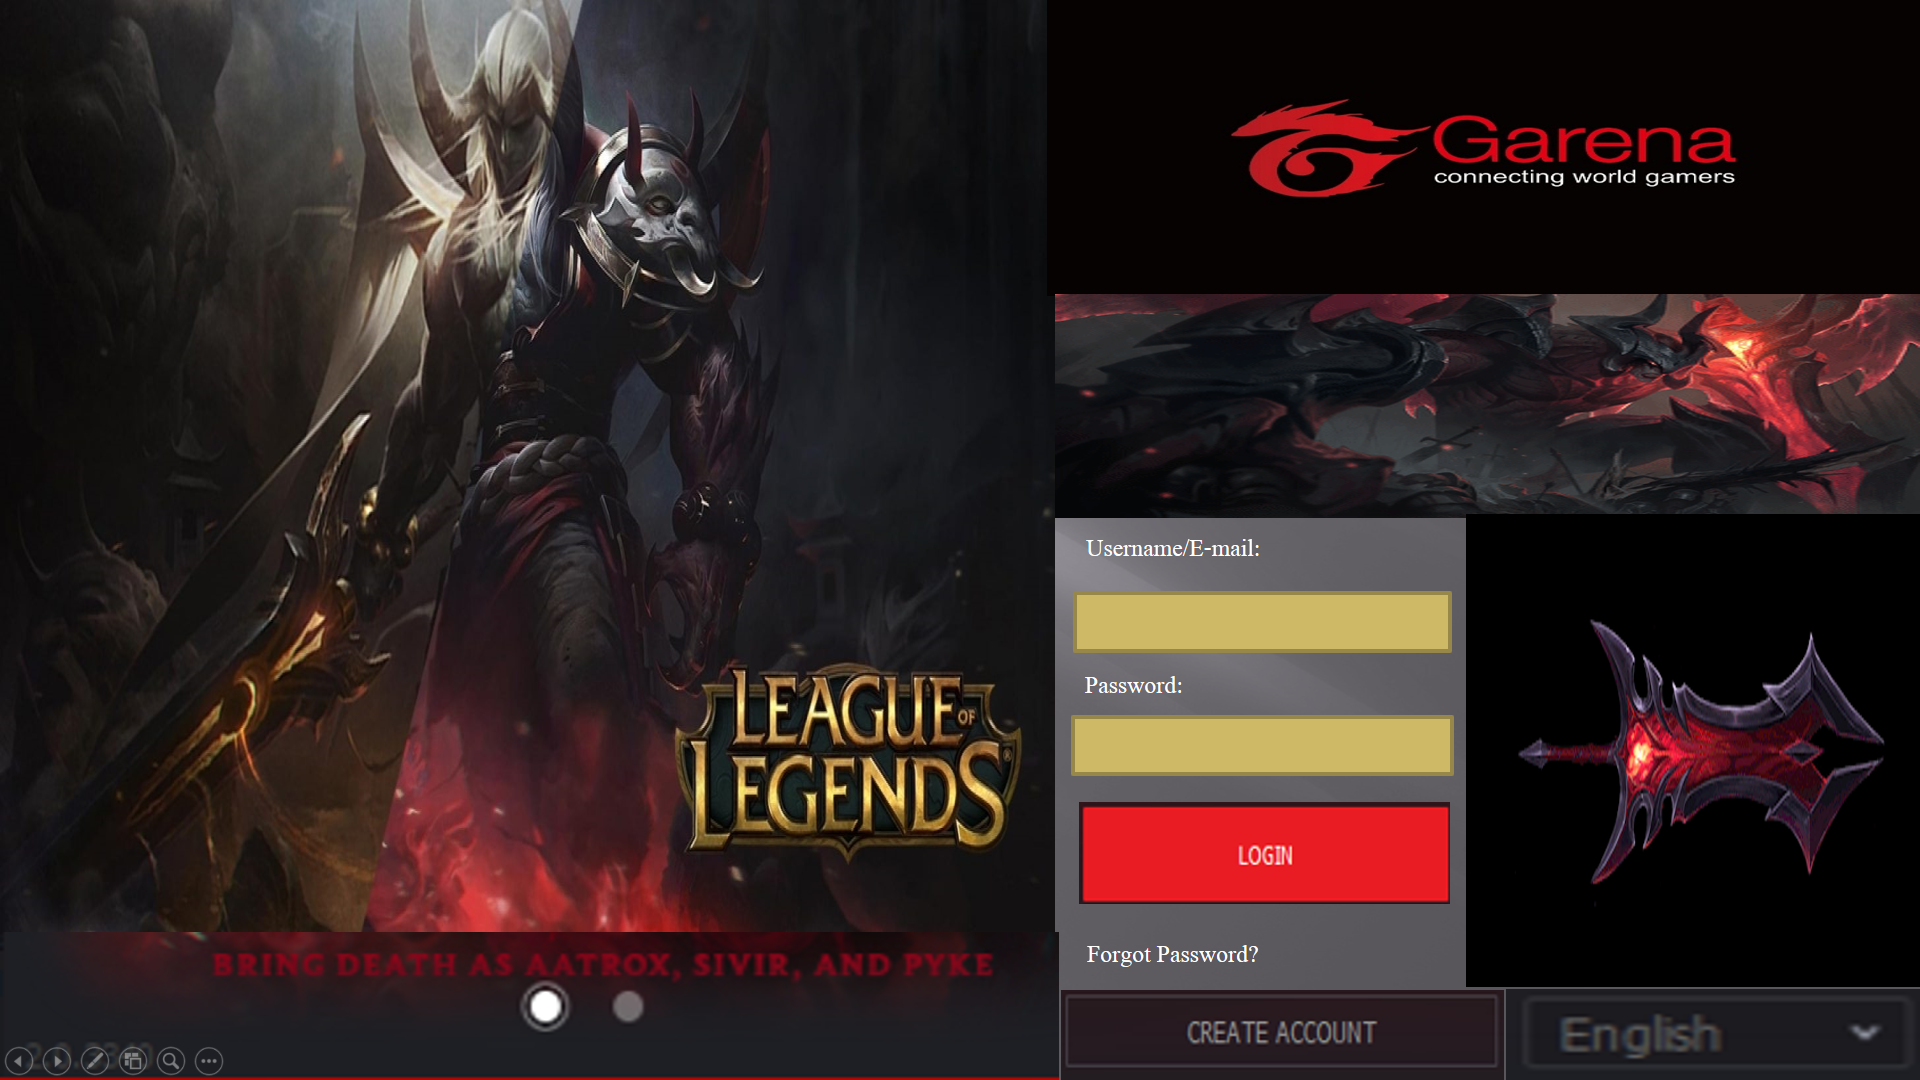 Garena
connecting world gamers
Username/E-mail:
Password:
LEAGUE OF
LEGENDS®
LOGIN
BRING DEATH AS AATROX, SIVIR, AND PYKE
Forgot Password?
CREATE ACCOUNT
English